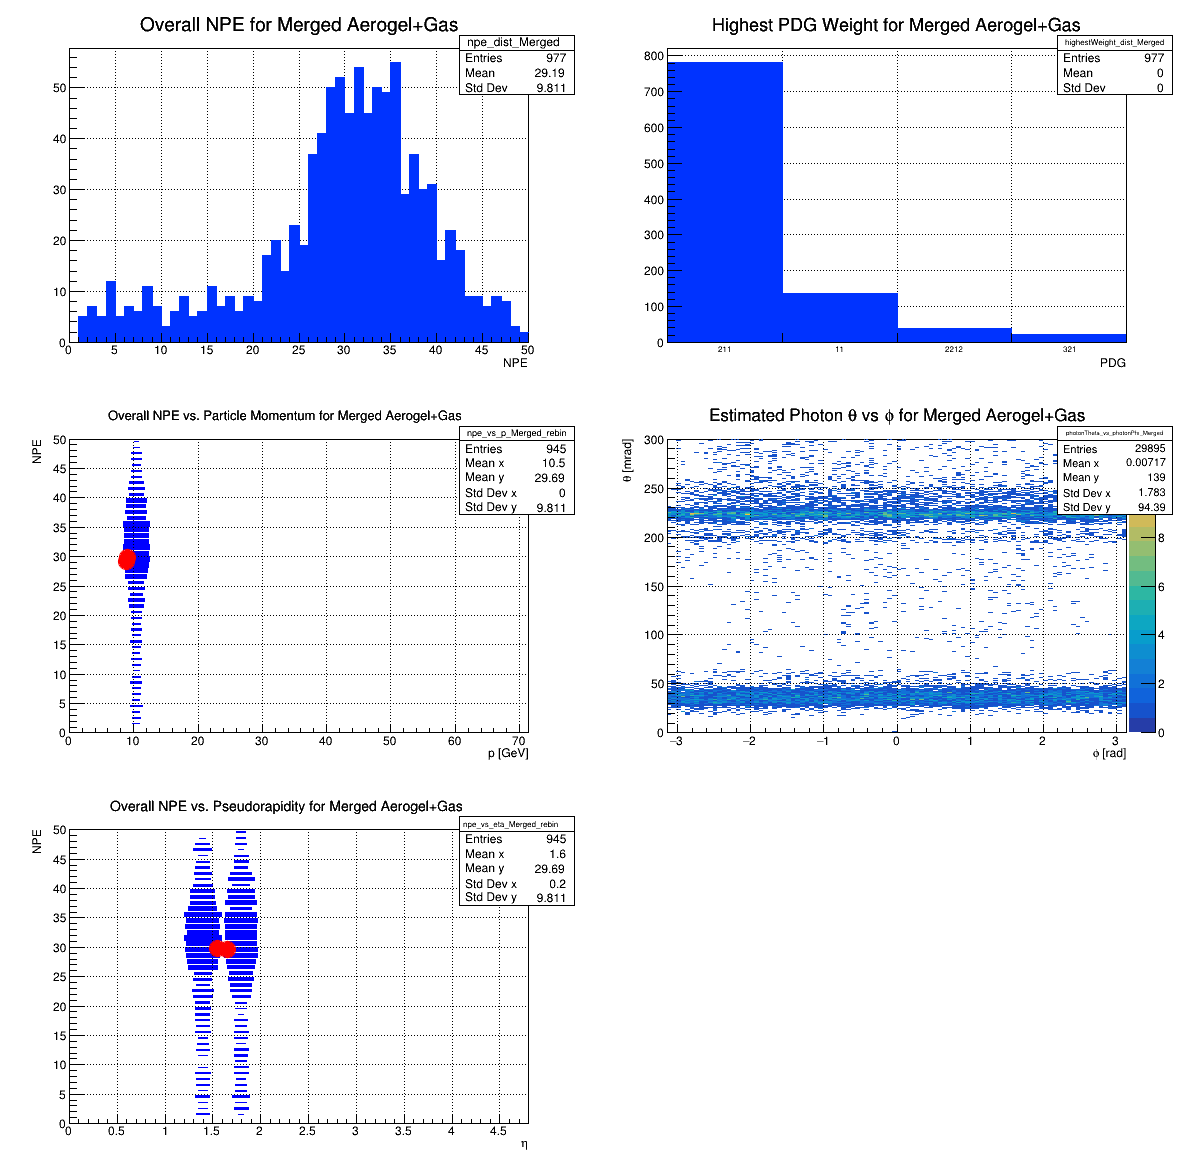 Overall NPE for Merged Aerogel+Gas
npe_dist_Merged
Entries 977
Mean 29.19
Std Dev 9.811
50
40
30
20
10
0
0 5 10 15 20 25 30 35 40 45 50
NPE
Highest PDG Weight for Merged Aerogel+Gas
highestWeight_dist_Merged
Entries 977
Mean 0
Std Dev 0
800
700
600
500
400
300
200
100
0
211 11 2212 321
PDG
Overall NPE vs. Particle Momentum for Merged Aerogel+Gas
npe_vs_p_Merged_rebin
Entries 945
Mean x 10.5
Mean y 29.69
Std Dev x 0
Std Dev y 9.811
NPE
50
45
40
35
30
25
20
15
10
5
0
0 10 20 30 40 50 60 70
p [GeV]
Estimated Photon θ vs ϕ for Merged Aerogel+Gas
photonTheta_vs_photonPhi_Merged
Entries 29895
Mean x 0.00717
Mean y 139
Std Dev x 1.783
Std Dev y 94.39
θ [mrad]
300
250
200
150
100
50
0
−3 −2 −1 0 1 2 3
ϕ [rad]
8
6
4
2
0
Overall NPE vs. Pseudorapidity for Merged Aerogel+Gas
npe_vs_eta_Merged_rebin
Entries 945
Mean x 1.6
Mean y 29.69
Std Dev x 0.2
Std Dev y 9.811
NPE
50
45
40
35
30
25
20
15
10
5
0
0 0.5 1 1.5 2 2.5 3 3.5 4 4.5
η